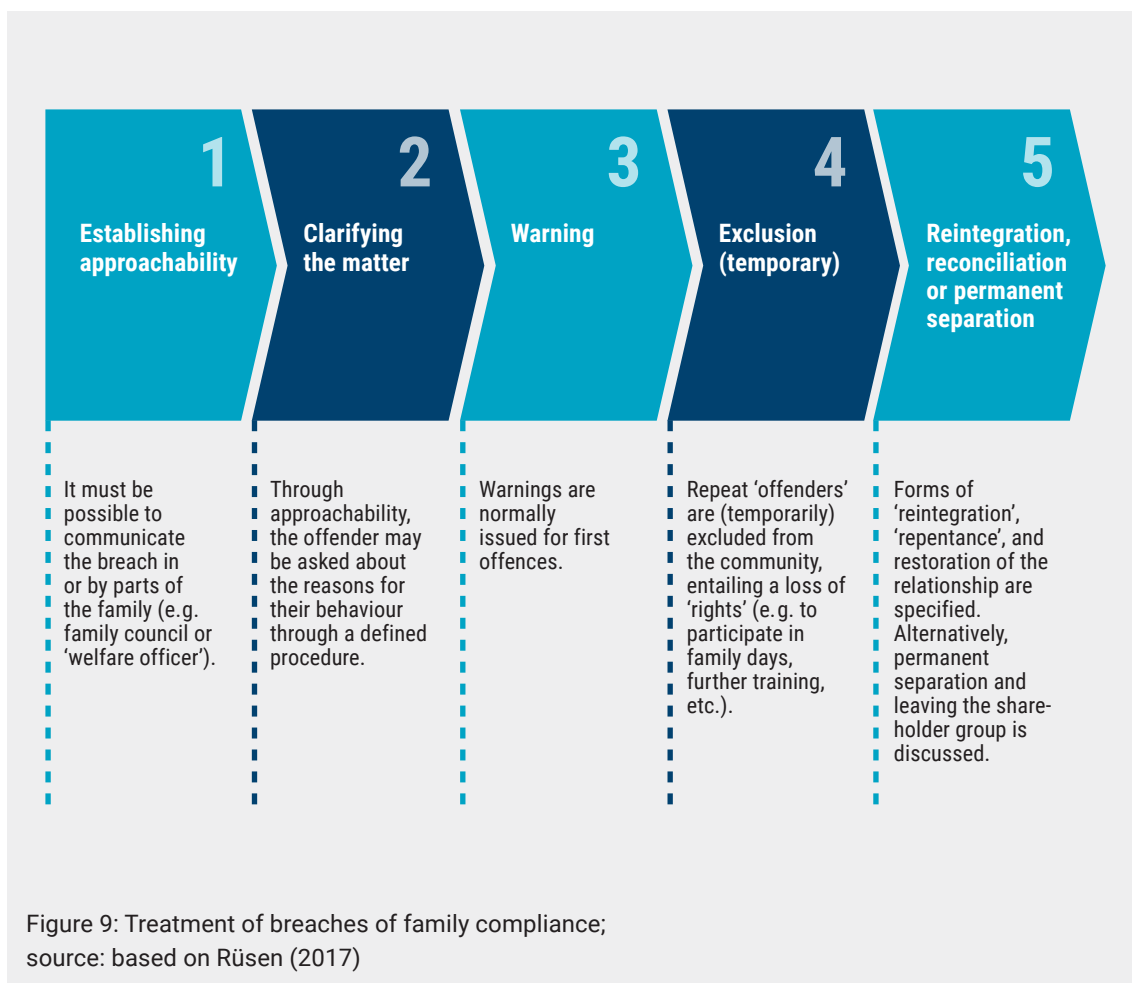 1
Establishing
approachability
2
Clarifying
the matter
3
Warning
4
Exclusion
(temporary)
5
Reintegration,
reconciliation
or permanent
separation
It must be
possible to
communicate
the breach in
or by parts of
the family (e.g.
family council or
‘welfare officer’).
Through
approachability,
the offender may
be asked about
the reasons for
their behaviour
through a defined
procedure.
Warnings are
normally
issued for first
offences.
Repeat ‘offenders’
are (temporarily)
excluded from
the community,
entailing a loss of
‘rights’ (e.g. to
participate in
family days,
further training,
etc.).
Forms of
‘reintegration’,
‘repentance’, and
restoration of the
relationship are
specified.
Alternatively,
permanent
separation and
leaving the share-
holder group is
discussed.
Figure 9: Treatment of breaches of family compliance;
source: based on Rüsen (2017)